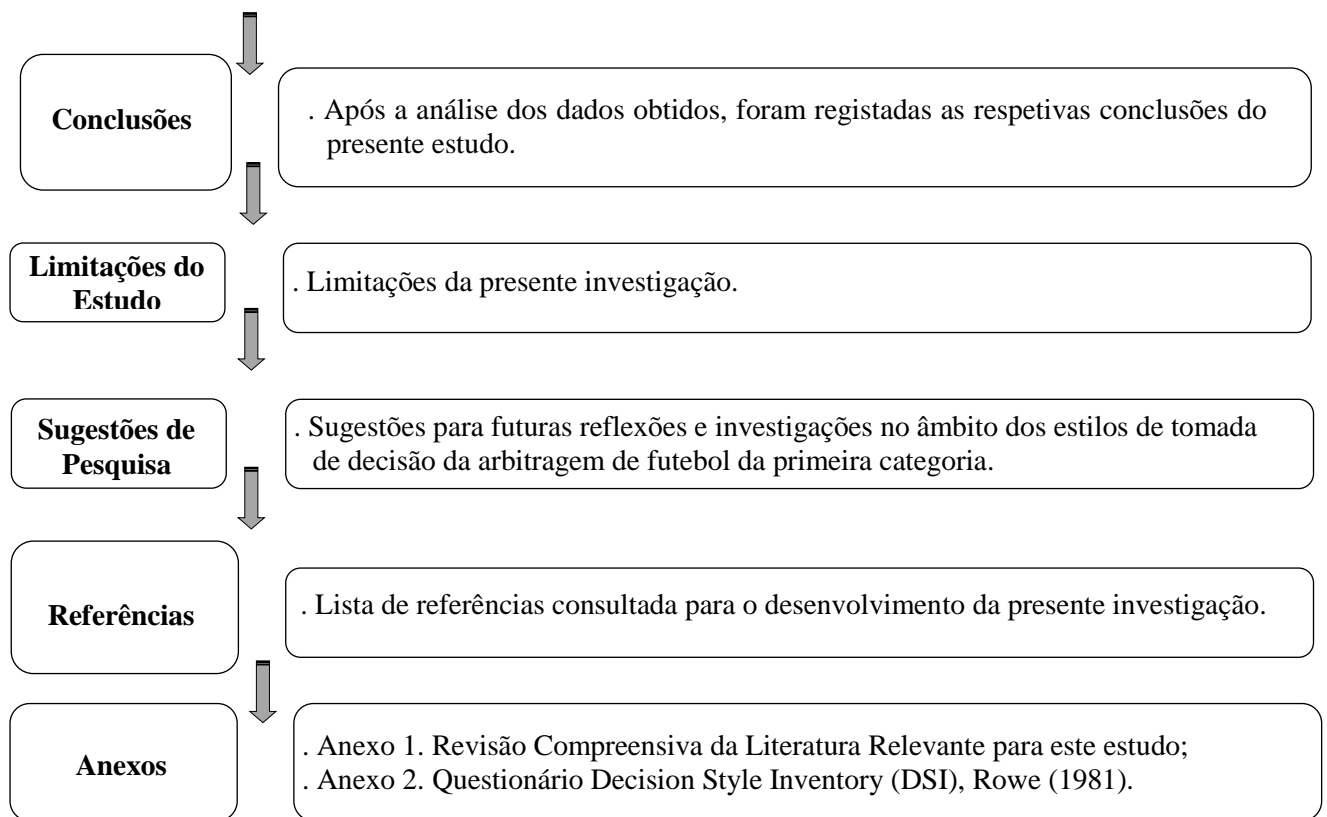 Conclusões
. Após a análise dos dados obtidos, foram registadas as respetivas conclusões do
presente estudo.
Limitações do
Estudo
. Limitações da presente investigação.
Sugestões de
Pesquisa
. Sugestões para futuras reflexões e investigações no âmbito dos estilos de tomada
de decisão da arbitragem de futebol da primeira categoria.
Referências
. Lista de referências consultada para o desenvolvimento da presente investigação.
Anexos
. Anexo 1. Revisão Compreensiva da Literatura Relevante para este estudo;
. Anexo 2. Questionário Decision Style Inventory (DSI), Rowe (1981).